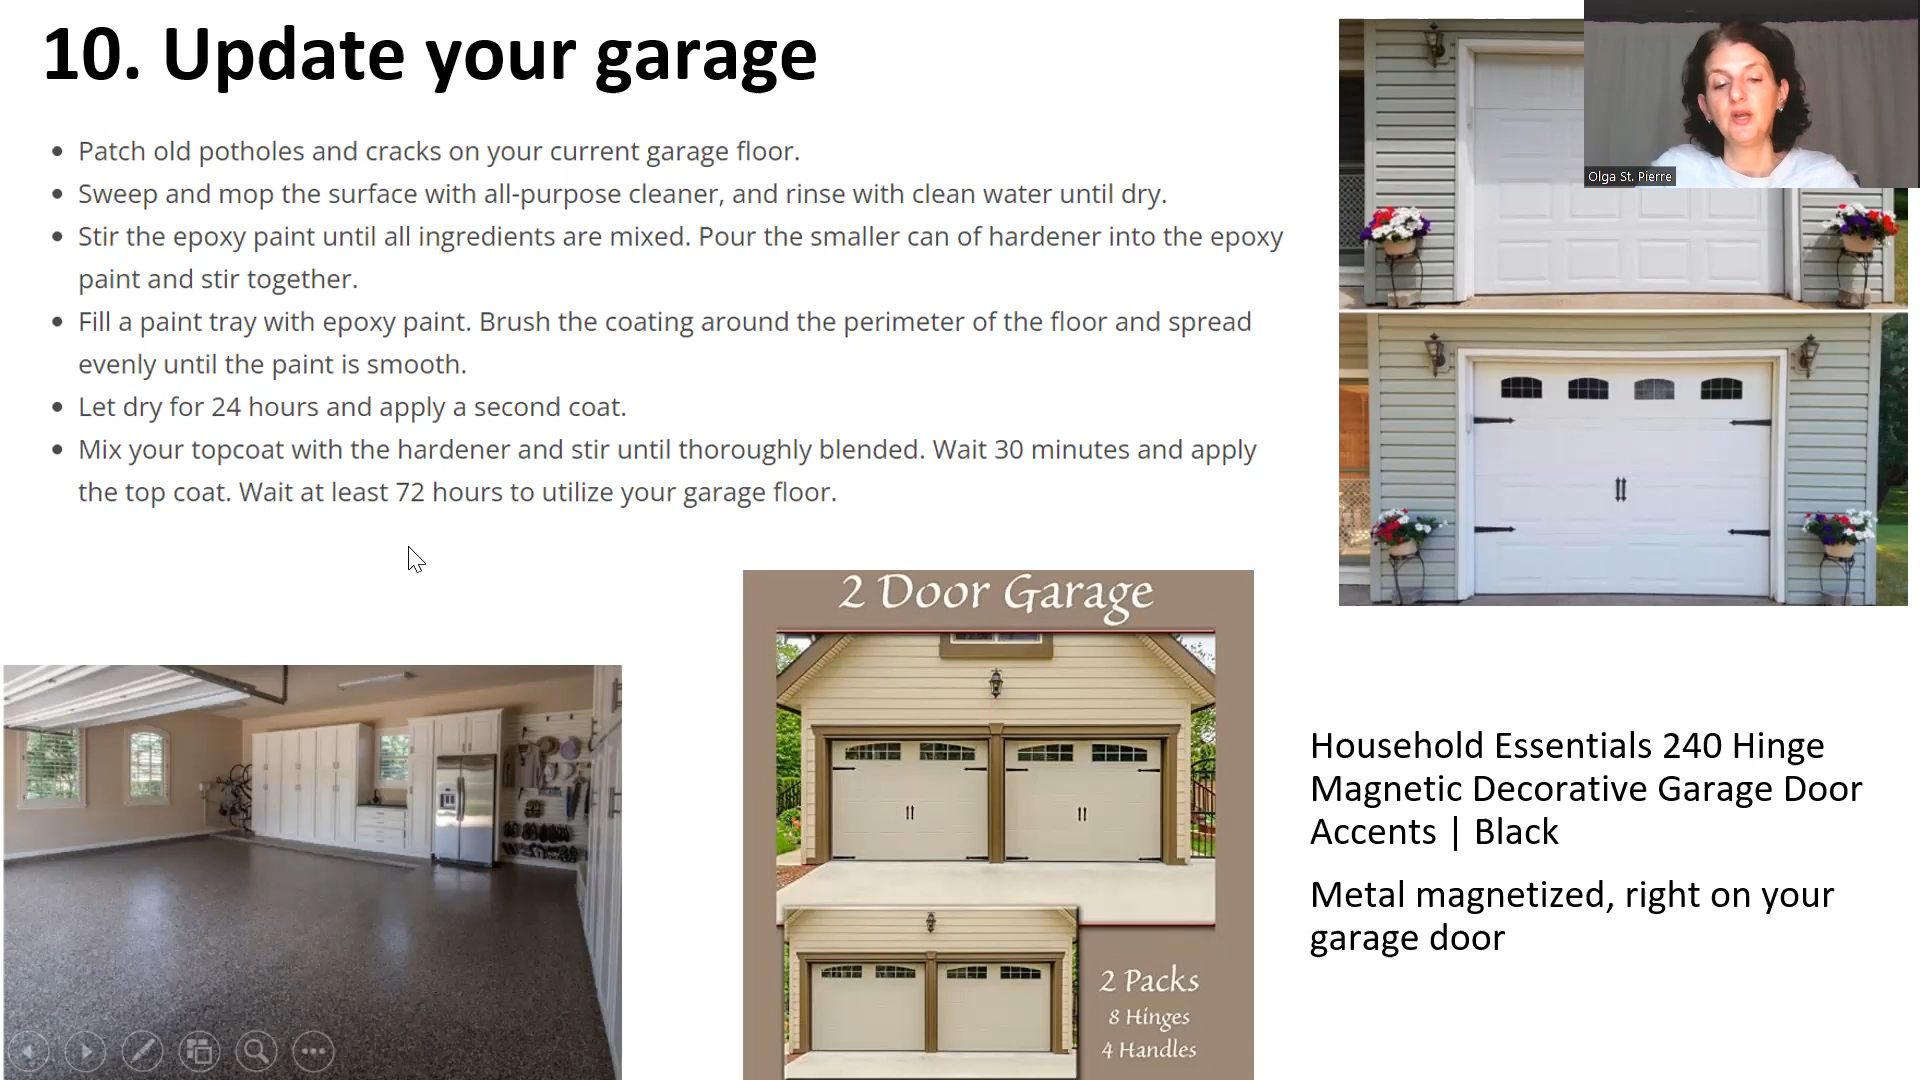 10. Update your garage
Olga St. Pierre
Patch old potholes and cracks on your current garage floor.
Sweep and mop the surface with all-purpose cleaner, and rinse with clean water until dry.
Stir the epoxy paint until all ingredients are mixed. Pour the smaller can of hardener into the epoxy
paint and stir together.
Fill a paint tray with epoxy paint. Brush the coating around the perimeter of the floor and spread
evenly until the paint is smooth.
Let dry for 24 hours and apply a second coat.
Mix your topcoat with the hardener and stir until thoroughly blended. Wait 30 minutes and apply
the top coat. Wait at least 72 hours to utilize your garage floor.
2 Door Garage
2 Packs
8 Hinges
4 Handles
Household Essentials 240 Hinge
Magnetic Decorative Garage Door
Accents | Black
Metal magnetized, right on your
garage door